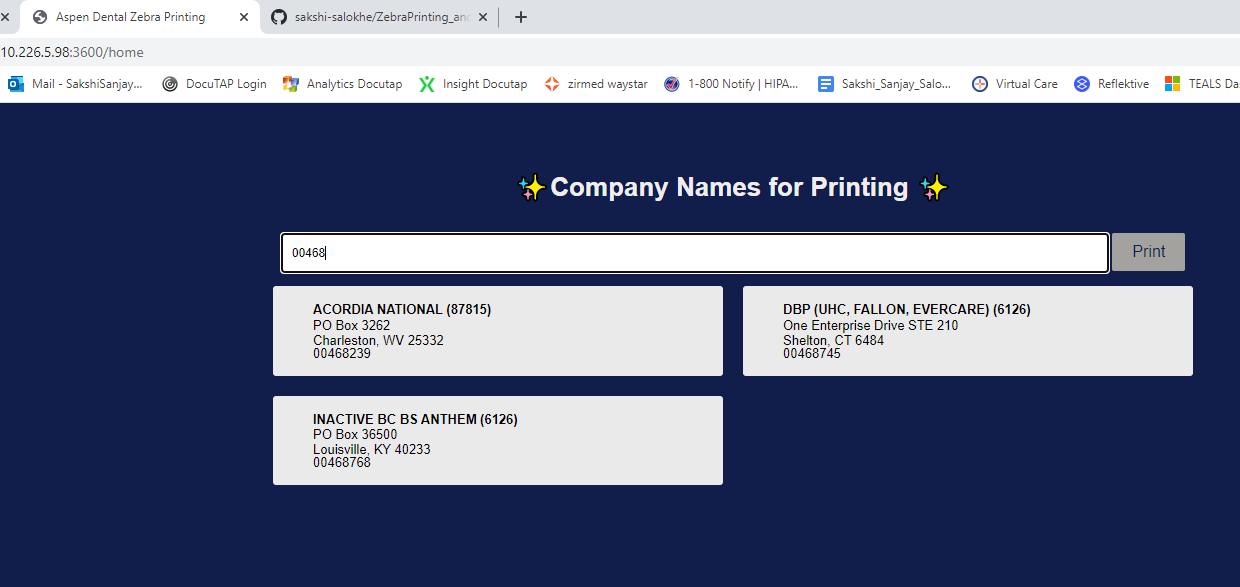 Aspen Dental Zebra Printing
sakshi-salokhe/ZebraPrinting_an
10.226.5.98:3600/home
Mail - SakshiSanjay... DocuTAP Login Analytics Docutap Insight Docutap zirmed waystar 1-800 Notify | HIPA... Sakshi_Sanjay_Salo... Virtual Care Reflektive TEALS Das
✨Company Names for Printing ✨
00468
Print
ACORDIA NATIONAL (87815)
PO Box 3262
Charleston, WV 25332
00468239
DBP (UHC, FALLON, EVERCARE) (6126)
One Enterprise Drive STE 210
Shelton, CT 6484
00468745
INACTIVE BC BS ANTHEM (6126)
PO Box 36500
Louisville, KY 40233
00468768